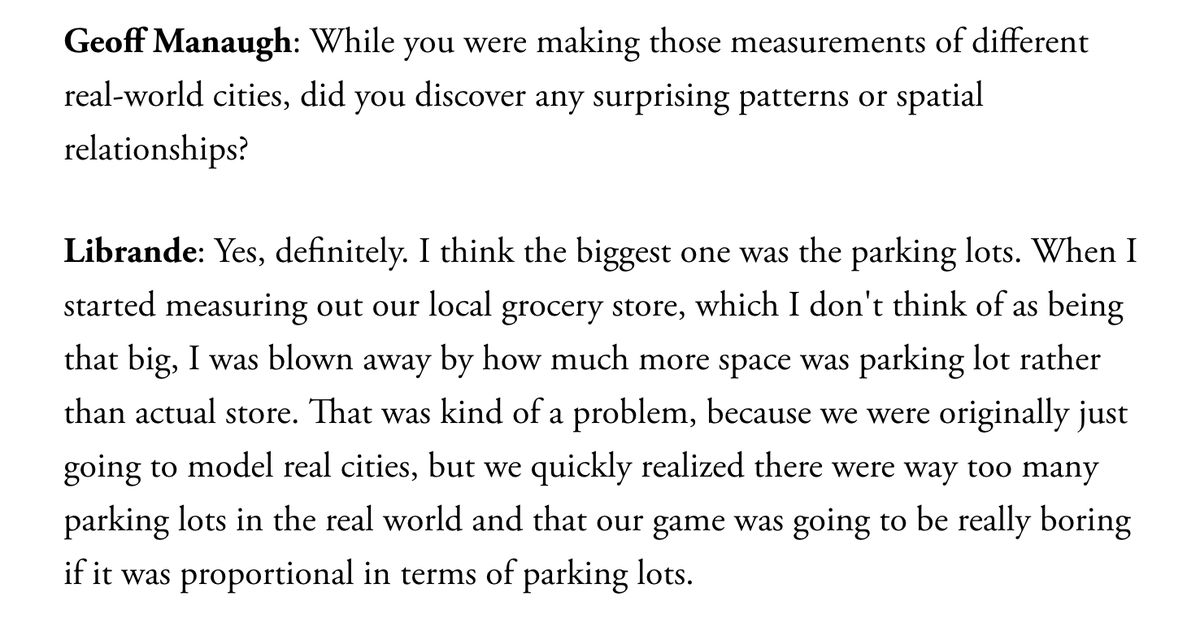 Geoff Manaugh: While you were making those measurements of different
real-world cities, did you discover any surprising patterns or spatial
relationships?
Librande: Yes, definitely. I think the biggest one was the parking lots. When I
started measuring out our local grocery store, which I don't think of as being
that big, I was blown away by how much more space was parking lot rather
than actual store. That was kind of a problem, because we were originally just
going to model real cities, but we quickly realized there were way too many
parking lots in the real world and that our game was going to be really boring
if it was proportional in terms of parking lots.